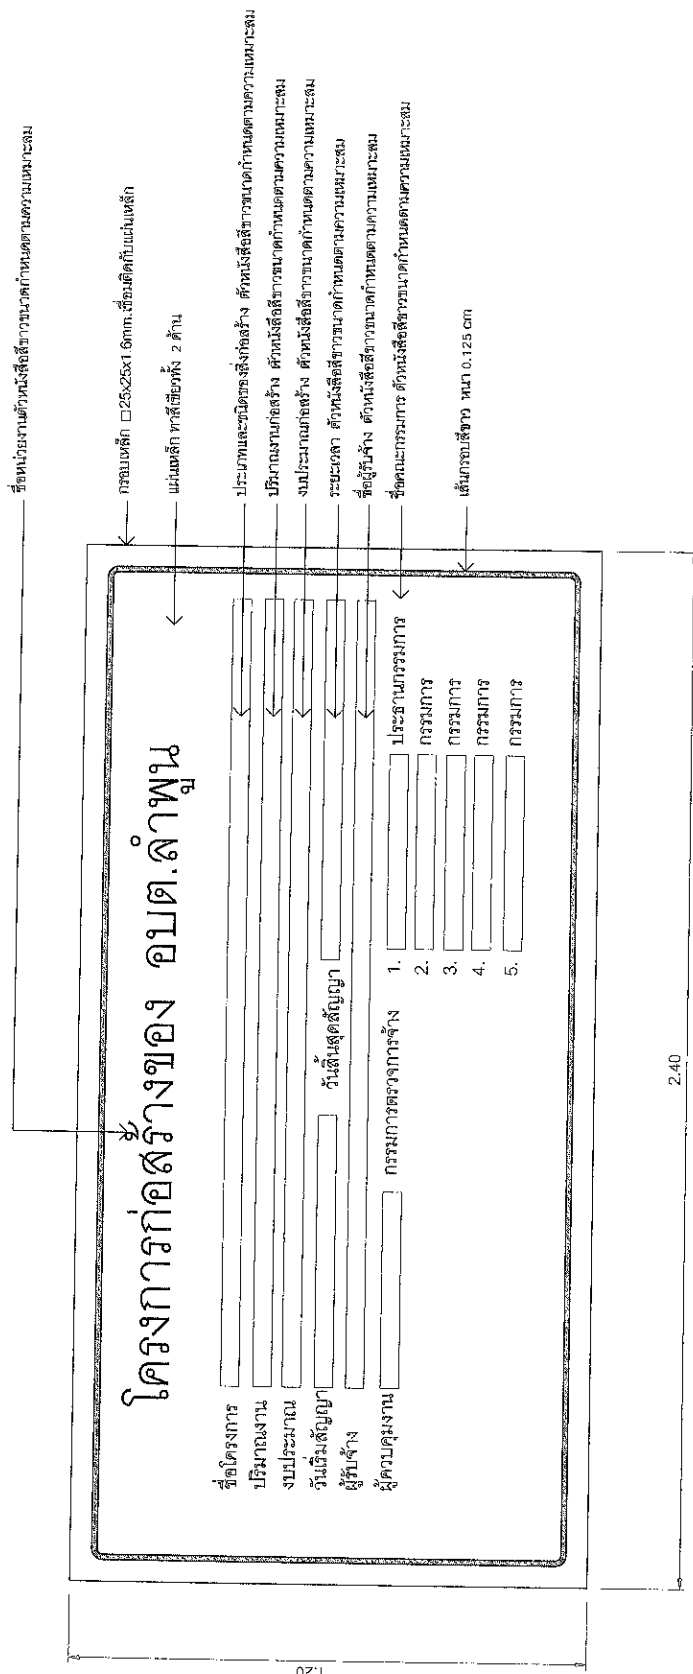 ชื่อหน่วยงานตัวหนังสือสีขาวขนาดกำหนดตามความเหมาะสม
กรอบเหล็ก □25x25x1.6mm.เชื่อมติดกับแผ่นเหล็ก
แผ่นเหล็ก ทาสีเขียวทั้ง 2 ด้าน
ประเภทและชนิดของสิ่งก่อสร้าง ตัวหนังสือสีขาวขนาดกำหนดตามความเหมาะสม
ปริมาณงานก่อสร้าง ตัวหนังสือสีขาวขนาดกำหนดตามความเหมาะสม
งบประมาณก่อสร้าง ตัวหนังสือสีขาวขนาดกำหนดตามความเหมาะสม
ระยะเวลา ตัวหนังสือสีขาวขนาดกำหนดตามความเหมาะสม
ชื่อผู้รับจ้าง ตัวหนังสือสีขาวขนาดกำหนดตามความเหมาะสม
ชื่อคณะกรรมการ ตัวหนังสือสีขาวขนาดกำหนดตามความเหมาะสม
เส้นกรอบสีขาว หนา 0.125 cm
โครงการก่อสร้างของ อบต.ลำพูน
ชื่อโครงการ
ปริมาณงาน
งบประมาณ
วันเริ่มสัญญา วันสิ้นสุดสัญญา
ผู้รับจ้าง
ผู้ควบคุมงาน กรรมการตรวจการจ้าง 1. ประธานกรรมการ
2. กรรมการ
3. กรรมการ
4. กรรมการ
5. กรรมการ
2.40
1.20